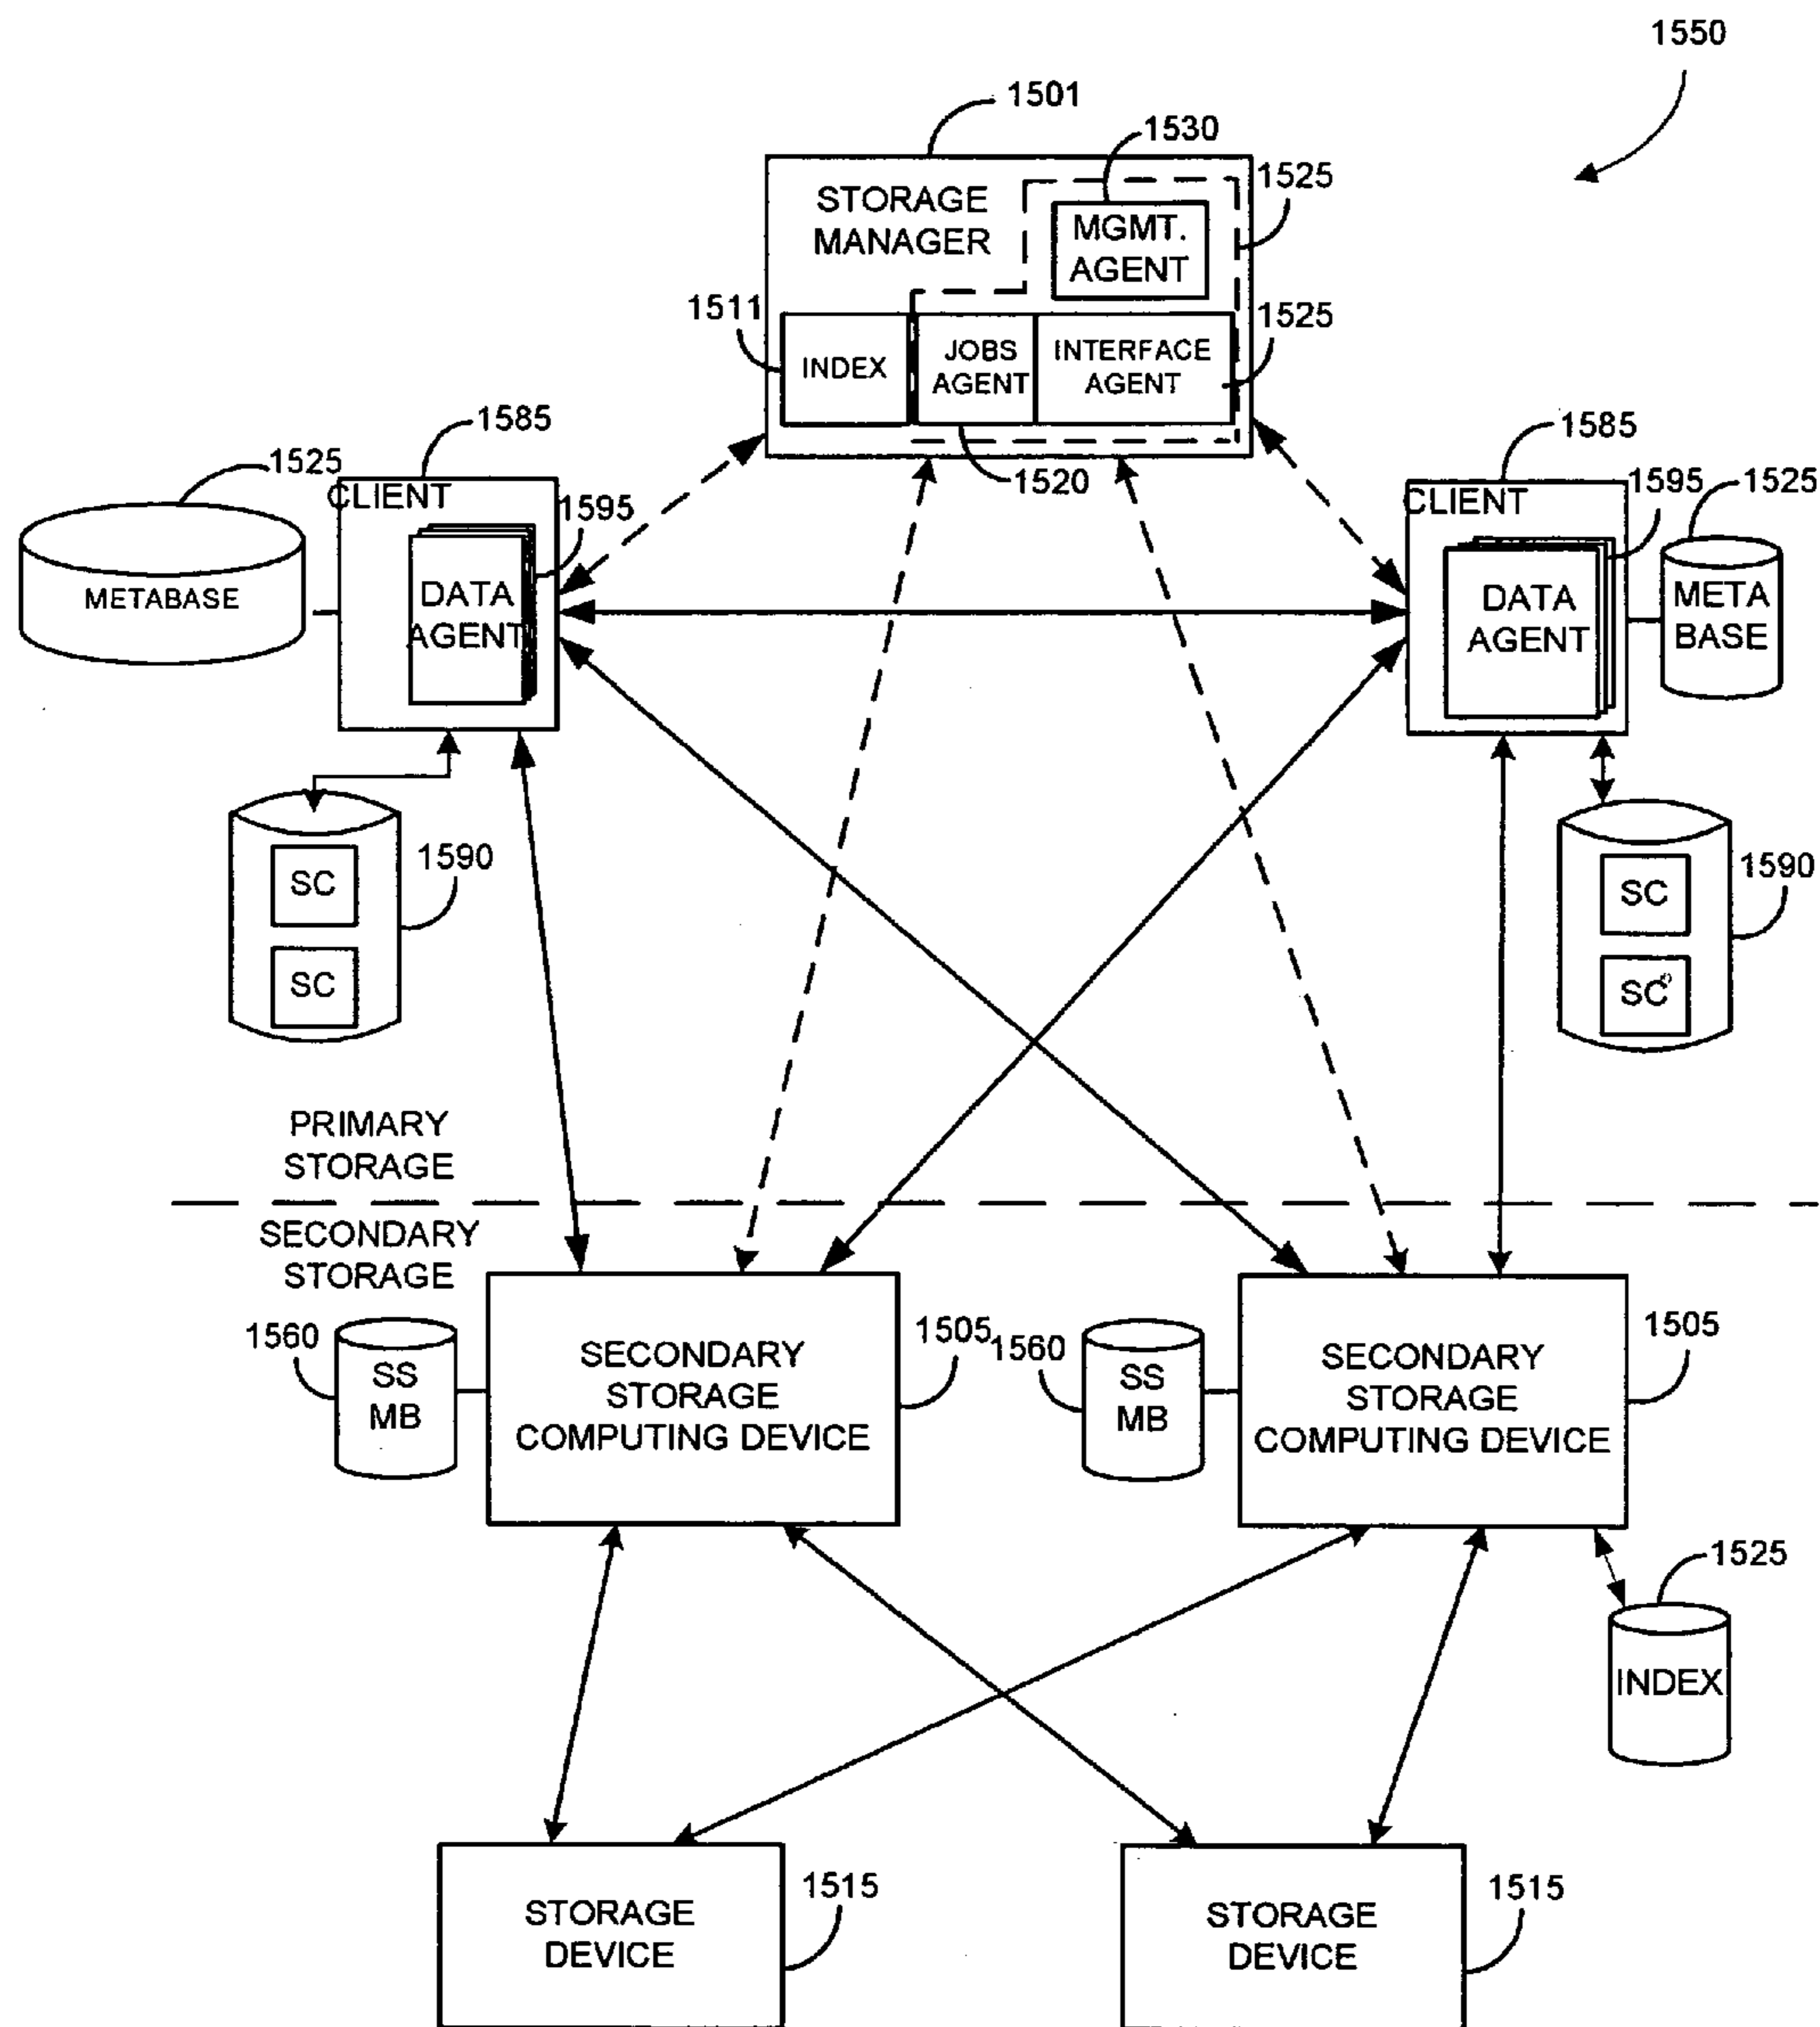 1550
1501
1530
1525
STORAGE
MANAGER
MGMT.
AGENT
1511
1525
INDEX
JOBS
AGENT
INTERFACE
AGENT
1520
1585
1525
CLIENT
1595
METABASE
DATA
AGENT
1585
CLIENT
1595
1525
DATA
AGENT
META
BASE
SC
SC
1590
SC
SC
1590
PRIMARY
STORAGE
SECONDARY
STORAGE
1560
SS
MB
SECONDARY
STORAGE
COMPUTING DEVICE
1505
1560
SS
MB
SECONDARY
STORAGE
COMPUTING DEVICE
1505
1525
INDEX
STORAGE
DEVICE
1515
STORAGE
DEVICE
1515